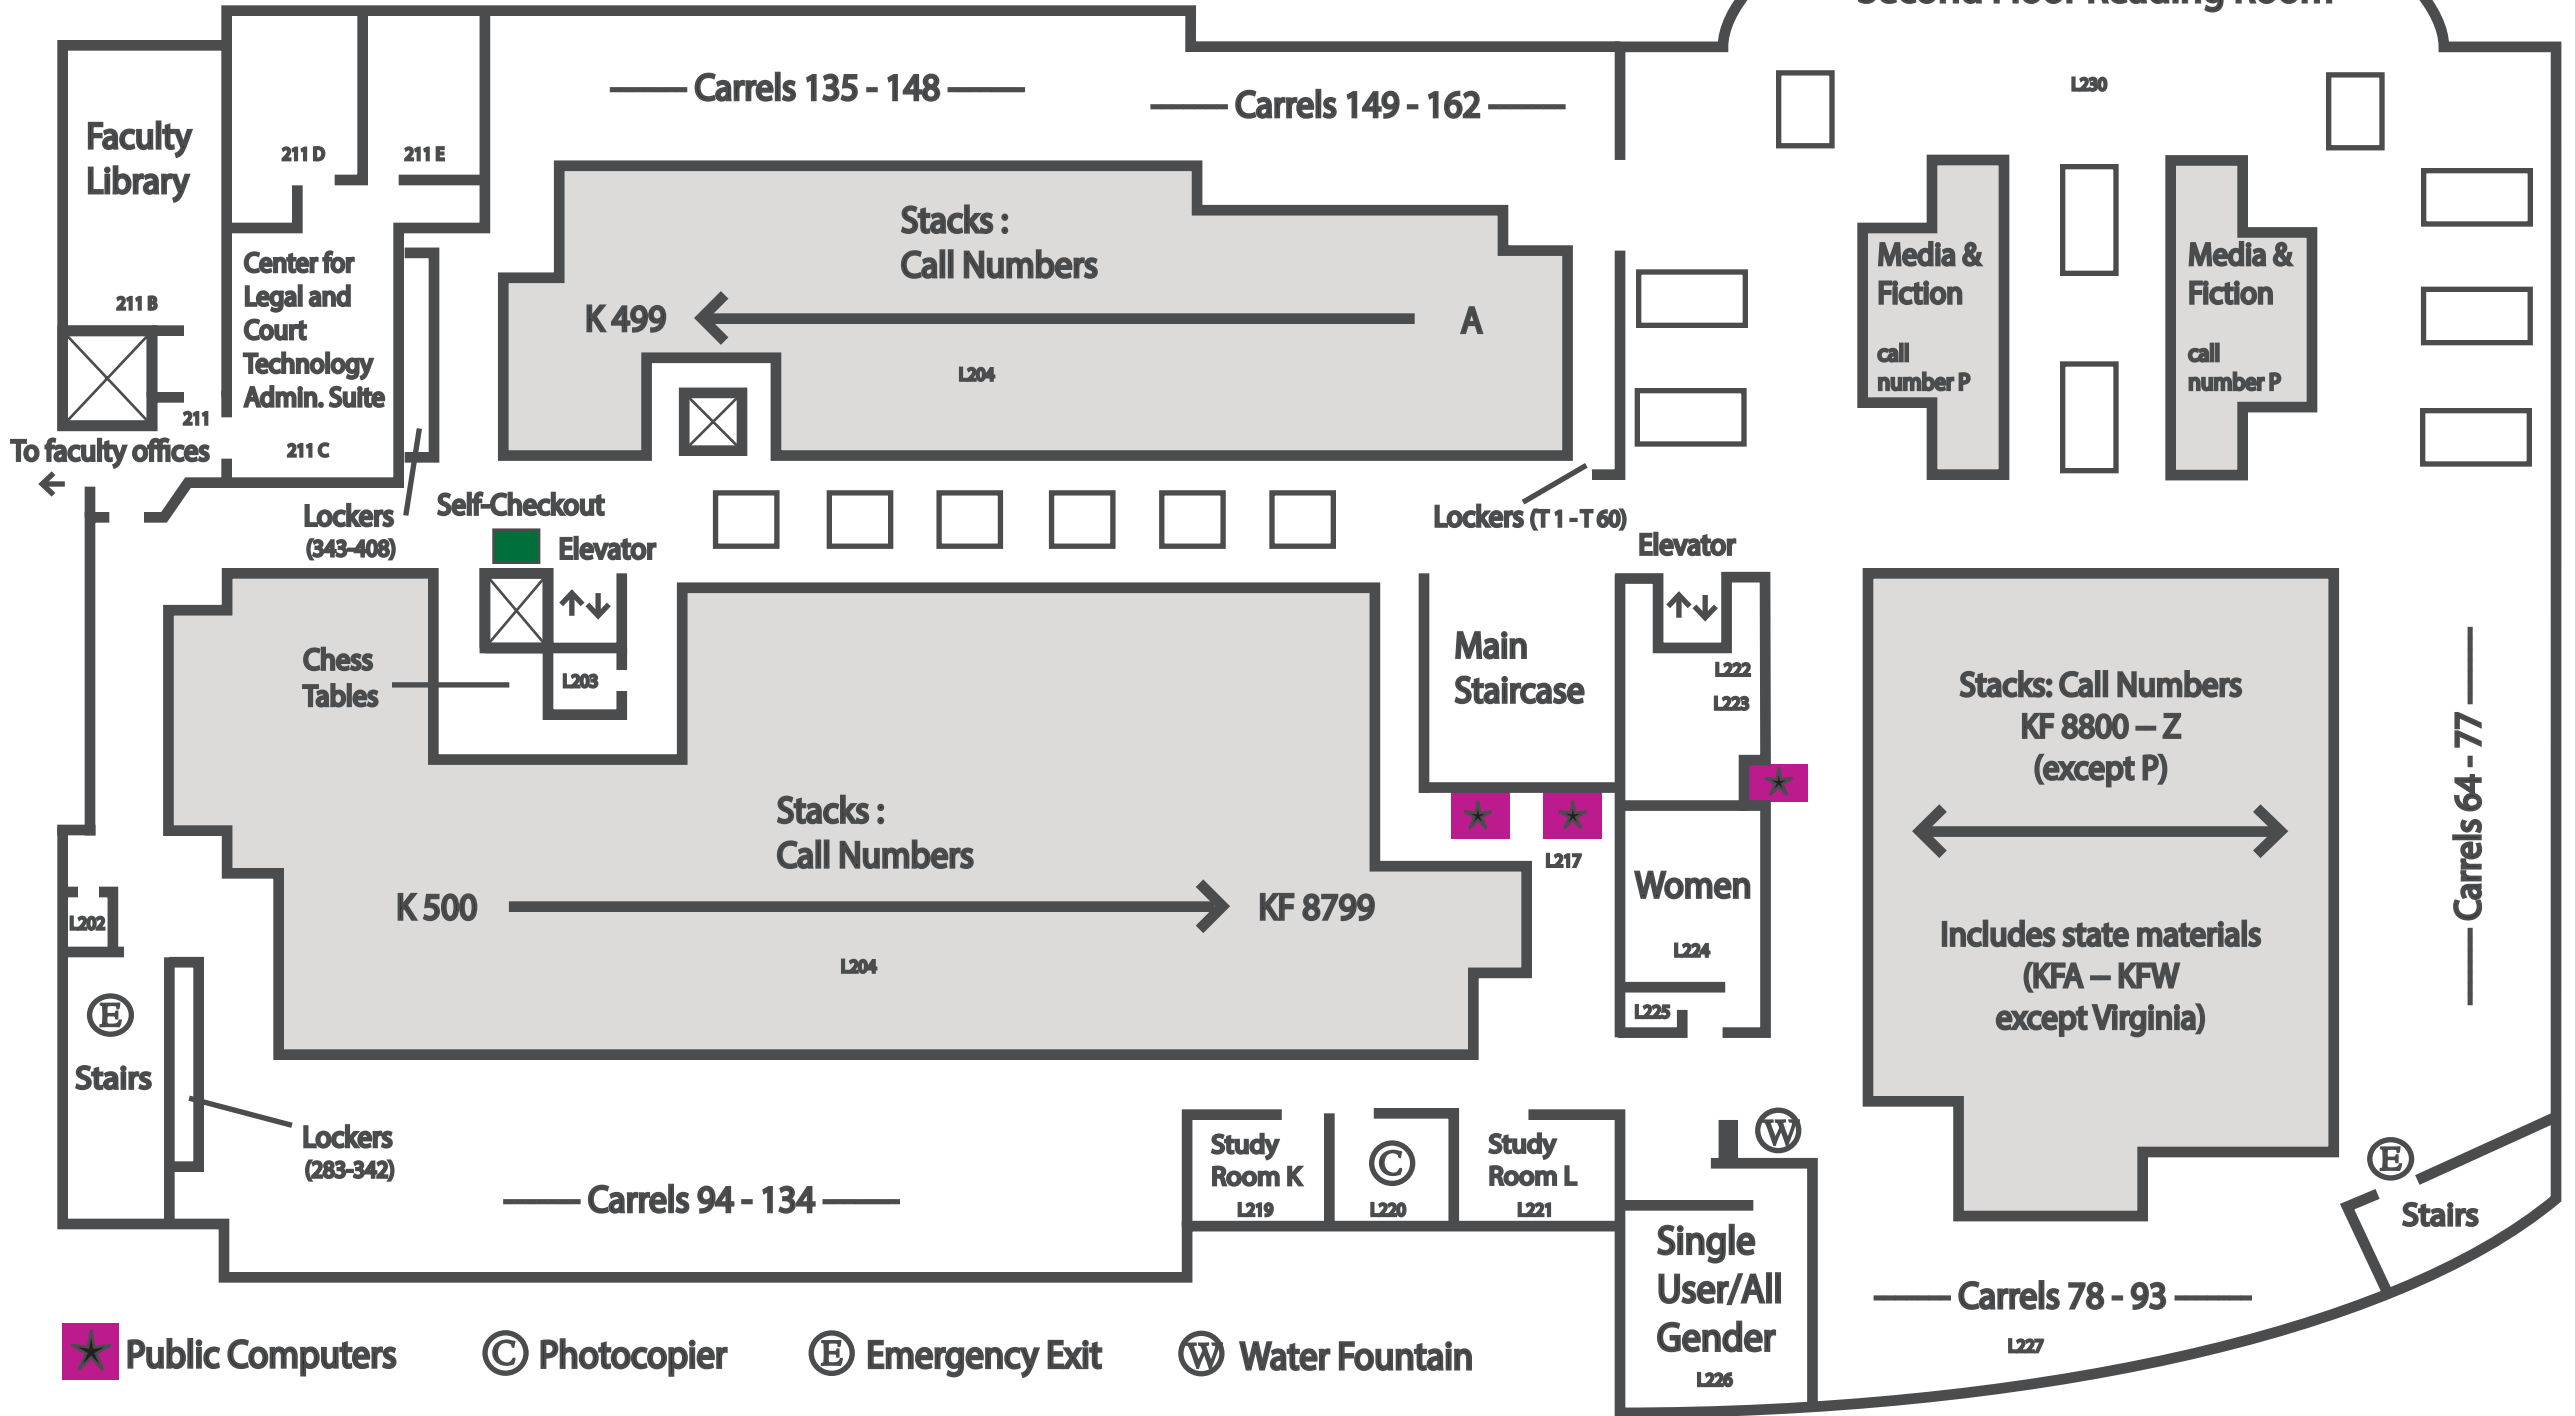 Second Floor Reading Room
L230
Carrels 135 - 148
Carrels 149 - 162
Faculty
Library
211 B
211 D
211 E
Center for
Legal and
Court
Technology
Admin. Suite
211 C
211
To faculty offices
Stacks :
Call Numbers
K 499
A
L204
Media &
Fiction
call
number P
Media &
Fiction
call
number P
Lockers
(343-408)
Self-Checkout
Elevator
Lockers (T 1 - T 60)
Elevator
Chess
Tables
L203
Main
Staircase
L222
L223
Stacks: Call Numbers
KF 8800 – Z
(except P)
Includes state materials
(KFA – KFW
except Virginia)
Carrels 64 - 77
Stacks :
Call Numbers
K 500
KF 8799
L204
L217
Women
L224
L225
L202
E
Stairs
Lockers
(283-342)
Carrels 94 - 134
Study
Room K
L219
C
L220
Study
Room L
L221
W
Single
User/All
Gender
L226
E
Stairs
Carrels 78 - 93
L227
Public Computers
C Photocopier
E Emergency Exit
W Water Fountain